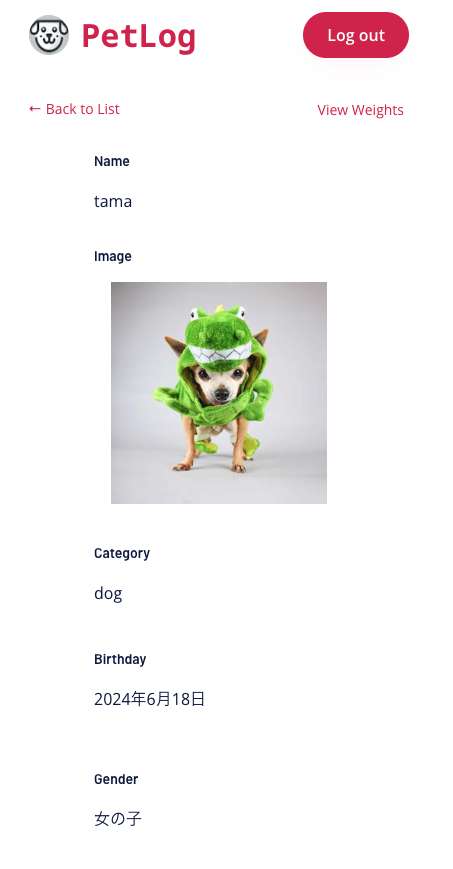 PetLog
Log out
← Back to List
View Weights
Name
tama
Image
Category
dog
Birthday
2024年6月18日
Gender
女の子